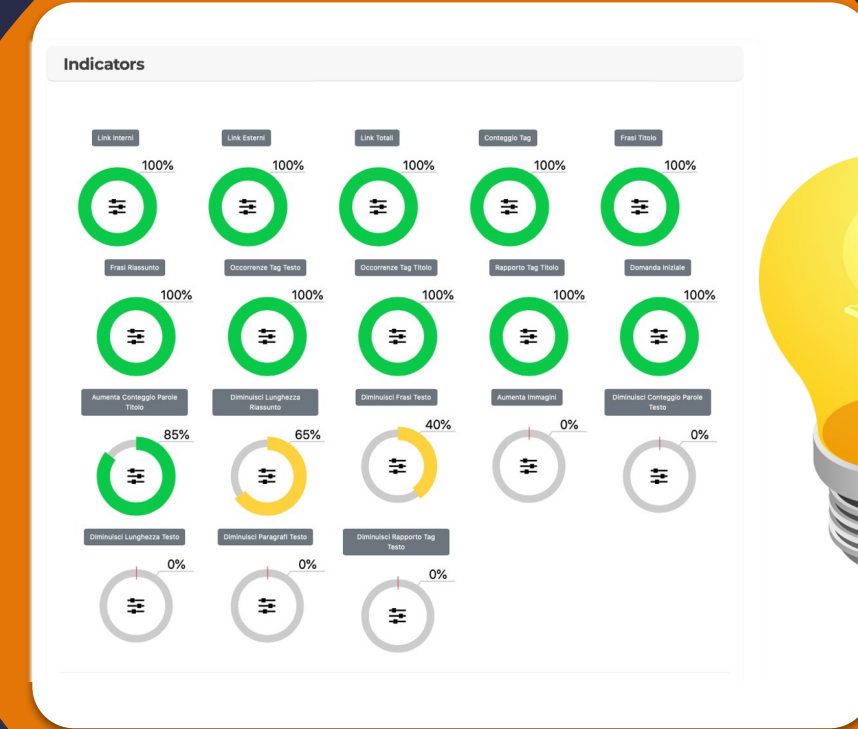 Indicators
Link Interni
Link Esterni
Link Totali
Conteggio Tag
Frasi Titolo
100%
100%
100%
100%
100%
Frasi Riassunto
Occorrenze Tag Testo
Occorrenze Tag Titolo
Rapporto Tag Titolo
Domanda Iniziale
100%
100%
100%
100%
100%
Aumenta Conteggio Parole
Titolo
Diminuisci Lunghezza
Riassunto
Diminuisci Frasi Testo
Aumenta Immagini
Diminuisci Conteggio Parole
Testo
85%
65%
40%
0%
0%
Diminuisci Lunghezza Testo
Diminuisci Paragrafi Testo
Diminuisci Rapporto Tag
Testo
0%
0%
0%